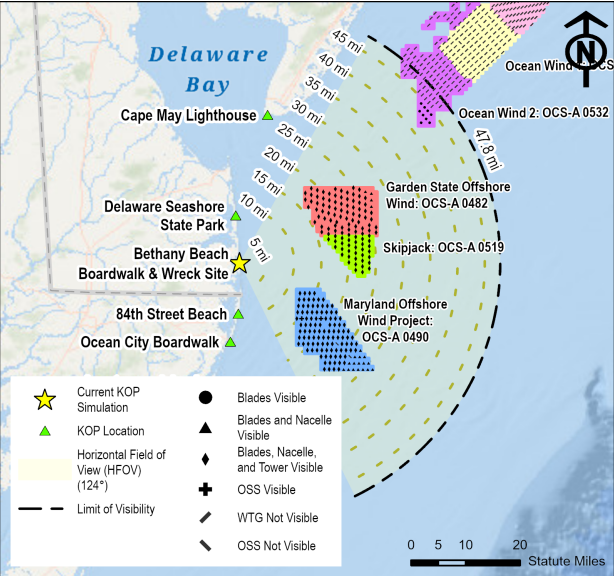 Delaware
Bay
45 mi
40 mi
35 mi
30 mi
25 mi
20 mi
15 mi
10 mi
5 mi
47.8 mi
N
OCS
Ocean Wind 2: OCS-A 0532
Cape May Lighthouse
Garden State Offshore
Wind: OCS-A 0482
Delaware Seashore
State Park
Skipjack: OCS-A 0519
Bethany Beach
Boardwalk & Wreck Site
Maryland Offshore
Wind Project:
OCS-A 0490
84th Street Beach
Ocean City Boardwalk
Current KOP
Simulation
KOP Location
Horizontal Field of
View (HFOV)
(124°)
Limit of Visibility
Blades Visible
Blades and Nacelle
Visible
Blades, Nacelle,
and Tower Visible
OSS Visible
WTG Not Visible
OSS Not Visible
0 5 10 20
Statute Miles